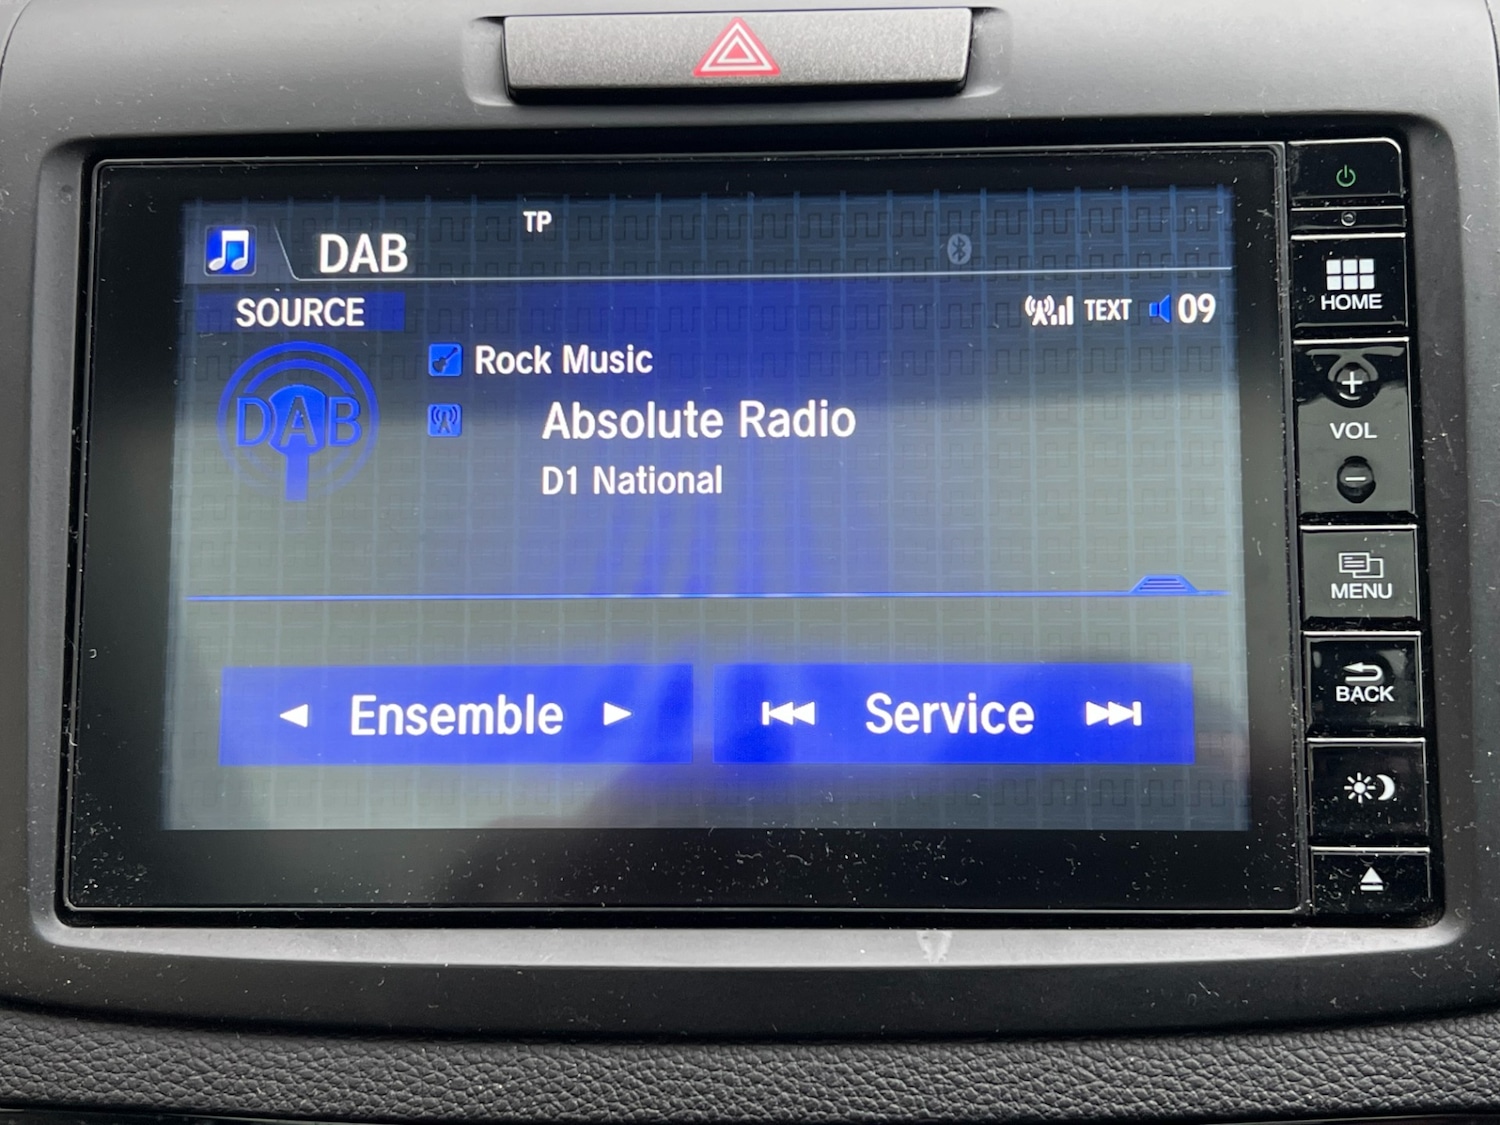 TP
DAB
SOURCE
TEXT 09
Rock Music
DAB
Absolute Radio
D1 National
Ensemble
Service
HOME
+
VOL
-
MENU
BACK